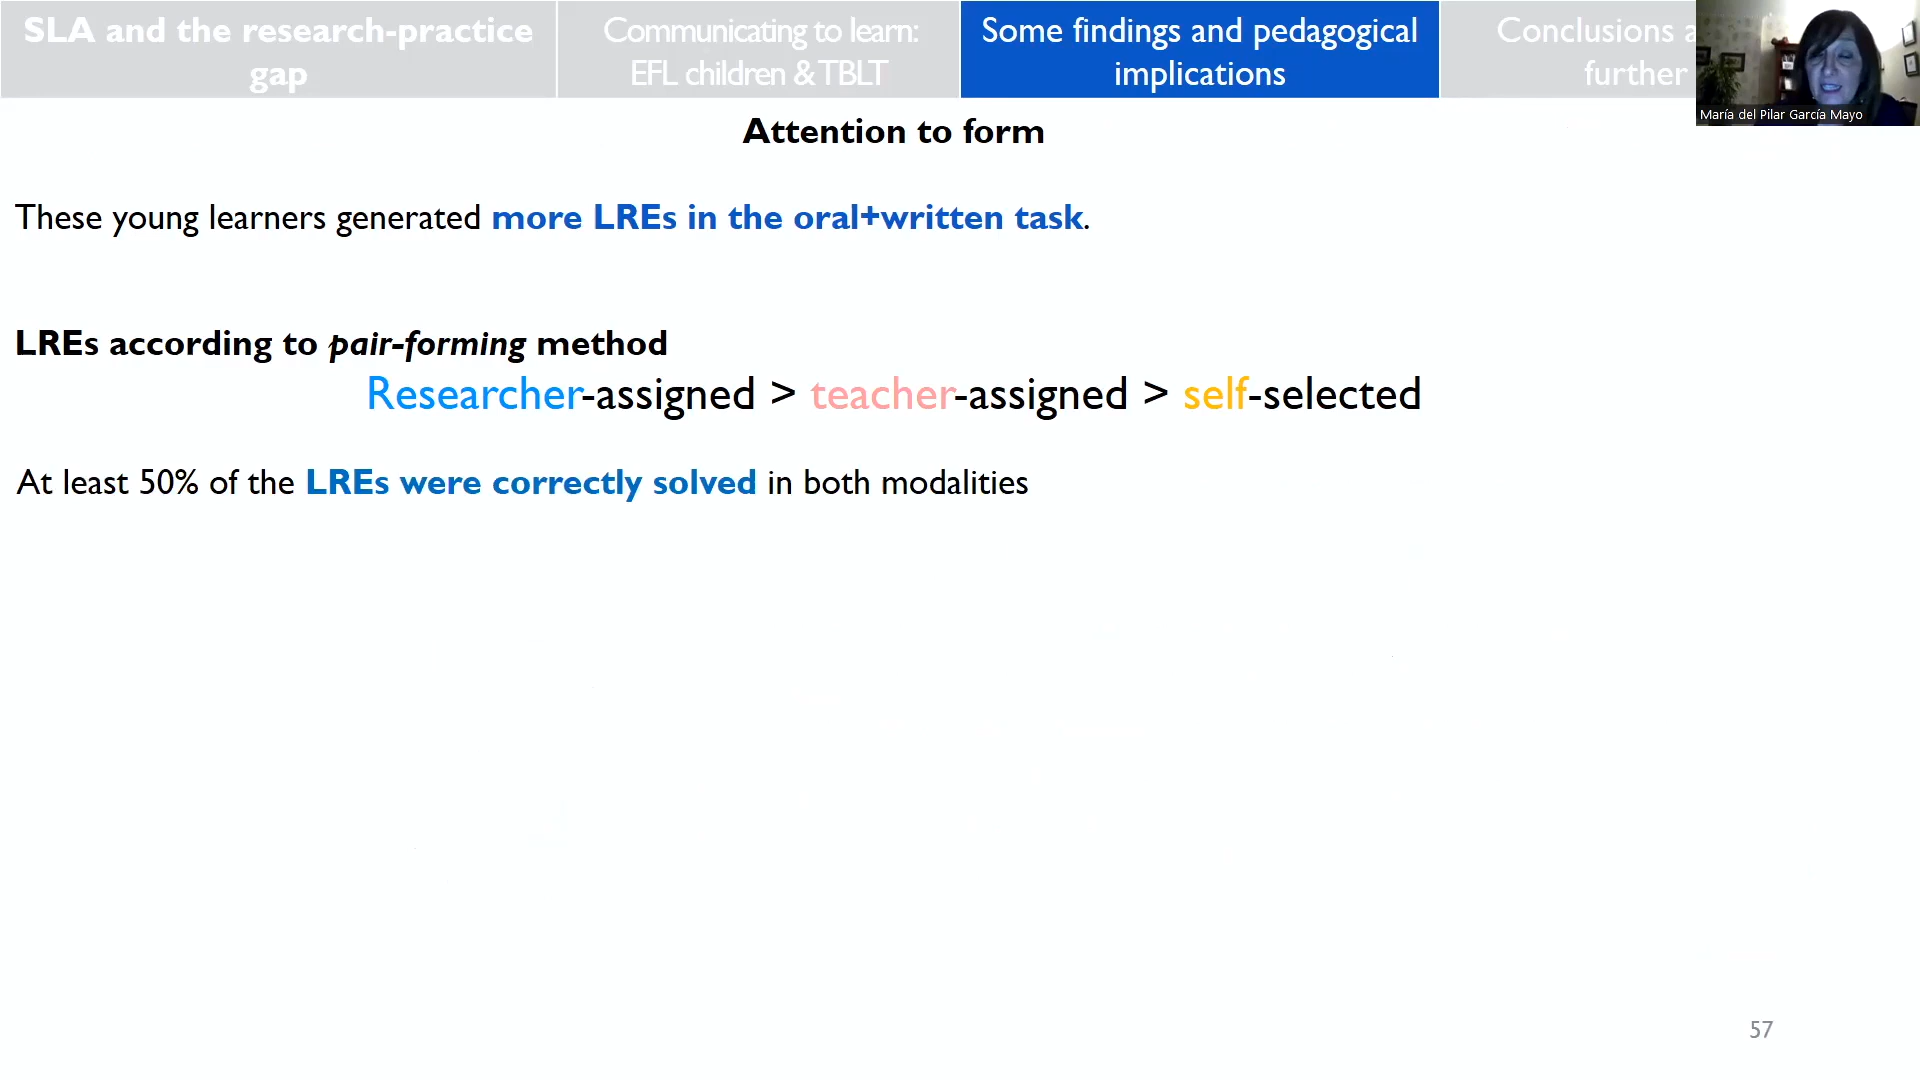 SLA and the research-practice
gap
Communicating to learn:
EFL children & TBLT
Some findings and pedagogical
implications
Conclusions
further
María del Pilar García Mayo
Attention to form
These young learners generated more LREs in the oral+written task.
LREs according to pair-forming method
Researcher-assigned > teacher-assigned > self-selected
At least 50% of the LREs were correctly solved in both modalities
57